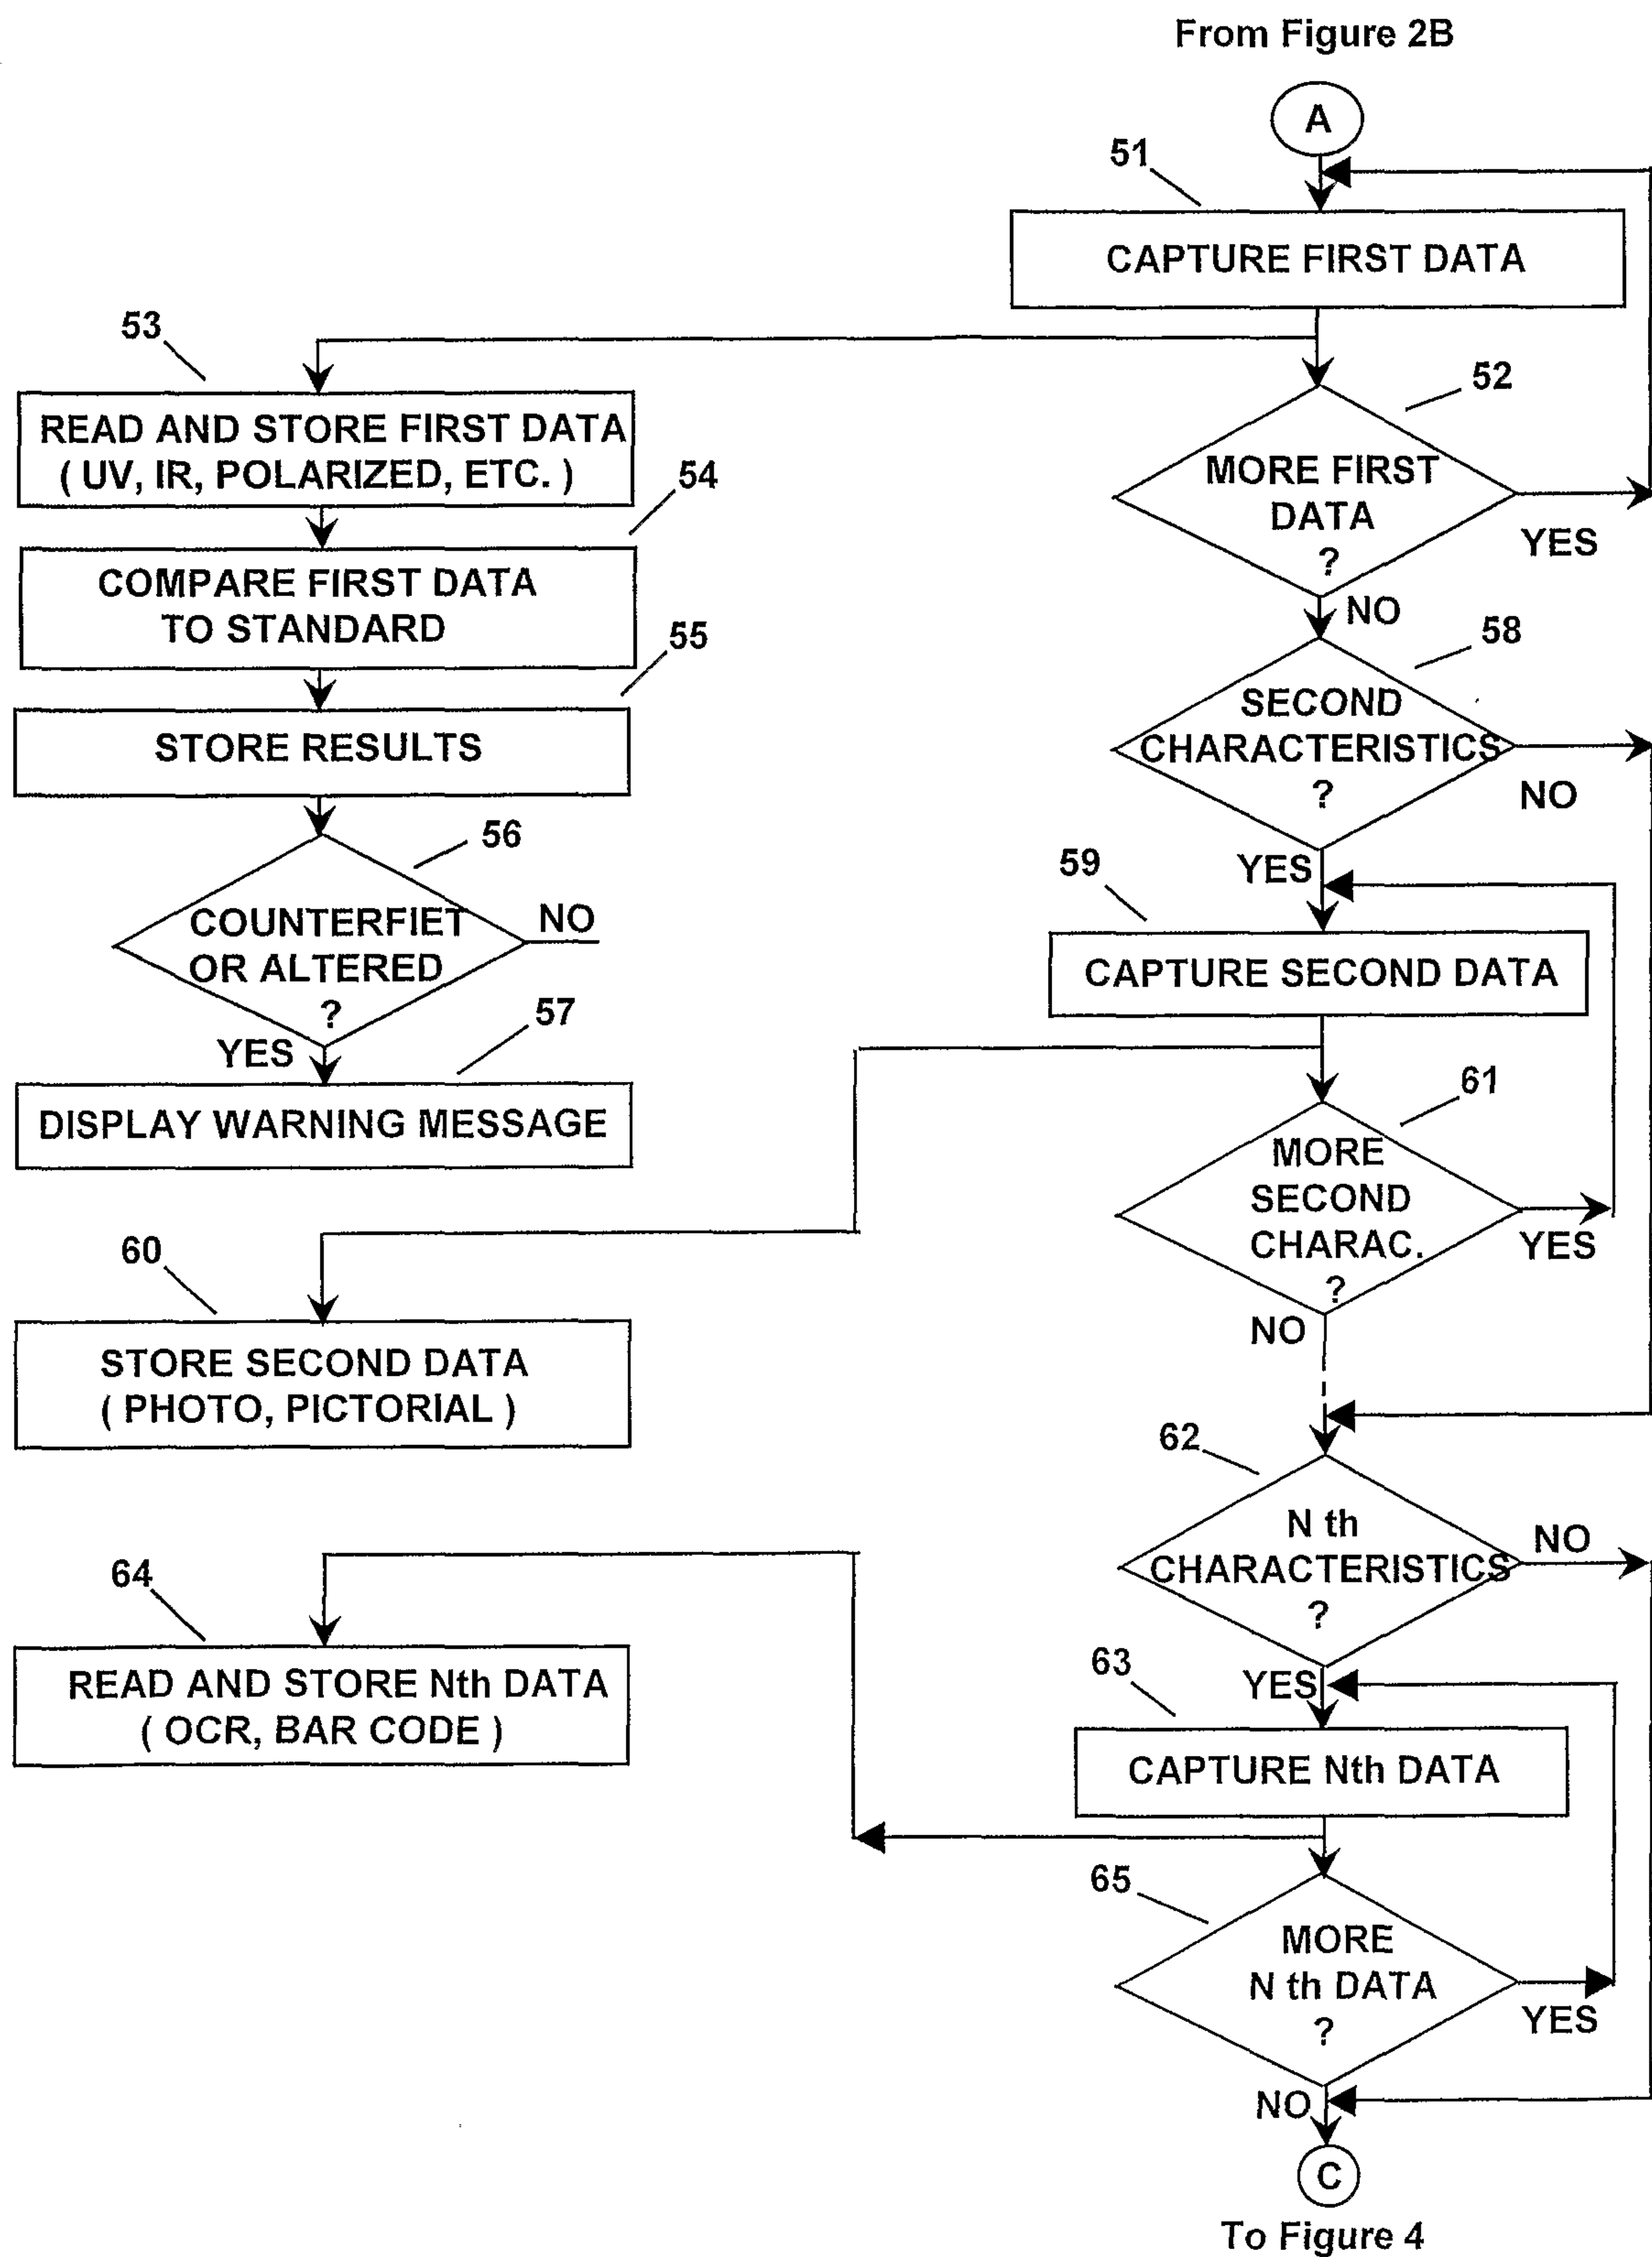 From Figure 2B
A
51
CAPTURE FIRST DATA
53
READ AND STORE FIRST DATA
( UV, IR, POLARIZED, ETC. )
52
MORE FIRST
DATA
?
YES
NO
54
COMPARE FIRST DATA
TO STANDARD
55
STORE RESULTS
58
SECOND
CHARACTERISTICS
?
NO
YES
56
COUNTERFIET
OR ALTERED
?
NO
YES
57
DISPLAY WARNING MESSAGE
59
CAPTURE SECOND DATA
61
MORE
SECOND
CHARAC.
?
YES
NO
60
STORE SECOND DATA
( PHOTO, PICTORIAL )
62
N th
CHARACTERISTICS
?
NO
YES
64
READ AND STORE Nth DATA
( OCR, BAR CODE )
63
CAPTURE Nth DATA
65
MORE
N th DATA
?
YES
NO
C
To Figure 4